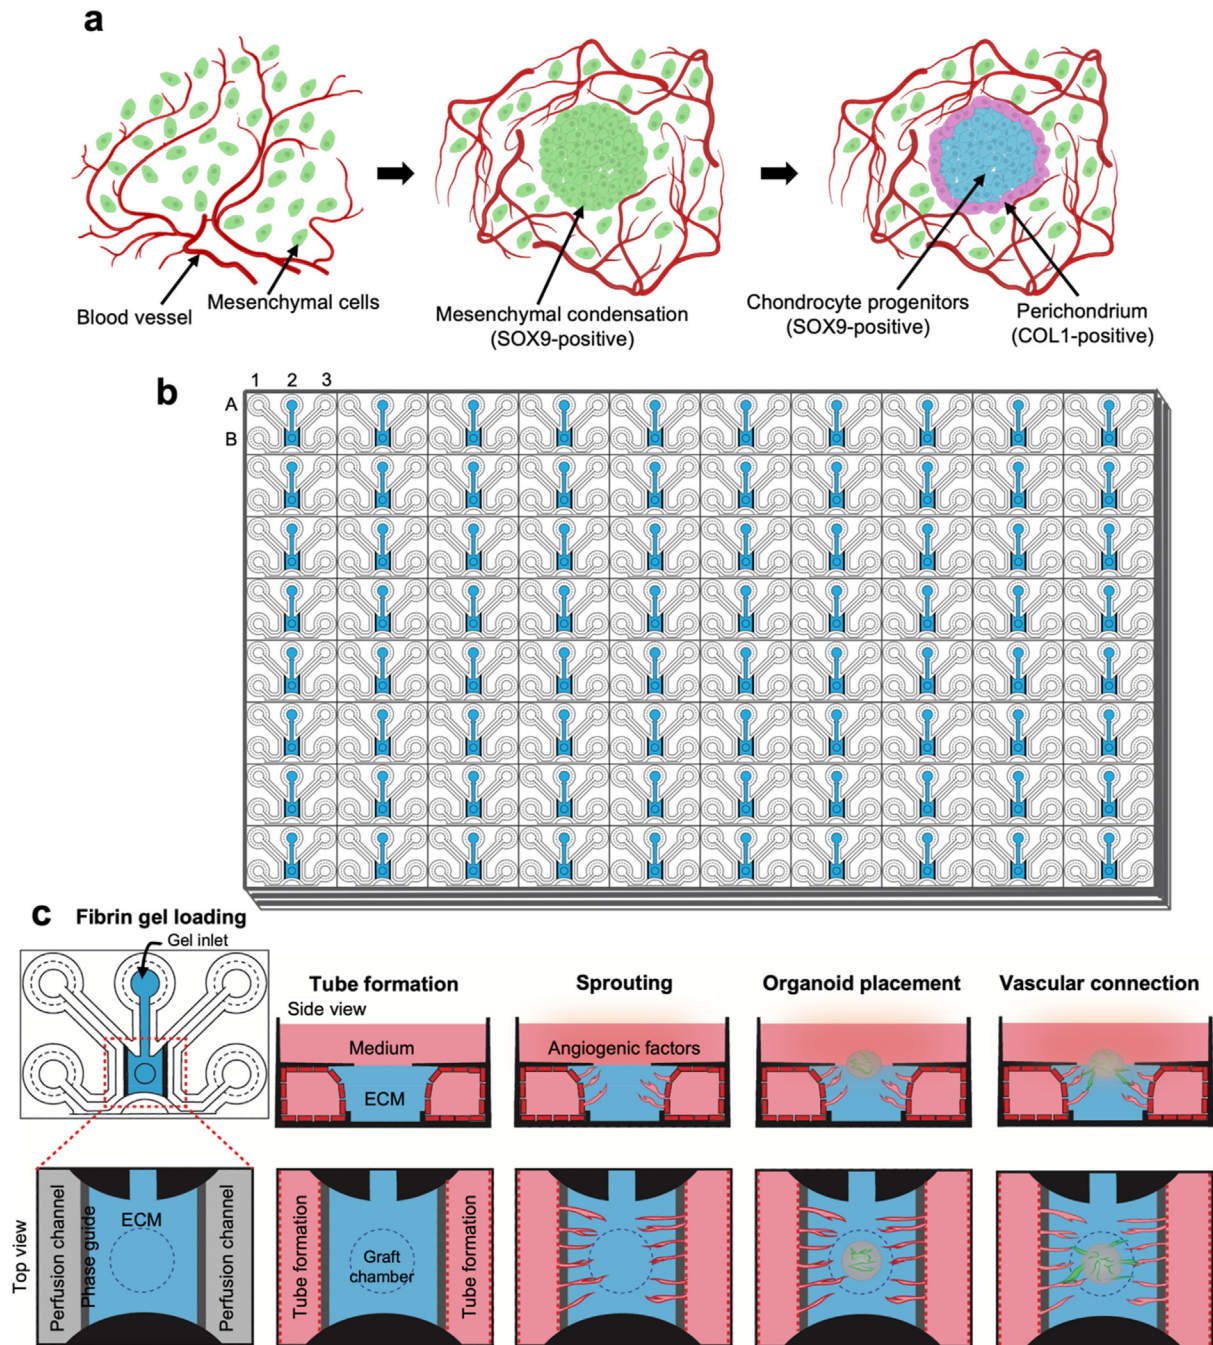 a
Blood vessel
Mesenchymal cells
Mesenchymal condensation
(SOX9-positive)
Chondrocyte progenitors
(SOX9-positive)
Perichondrium
(COL1-positive)
b
1 2 3
A
B
c
Fibrin gel loading
Gel inlet
Tube formation
Sprouting
Organoid placement
Vascular connection
Side view
Medium
Angiogenic factors
ECM
Top view
Perfusion channel
Phase guide
ECM
Perfusion channel
Tube formation
Graft
chamber
Tube formation